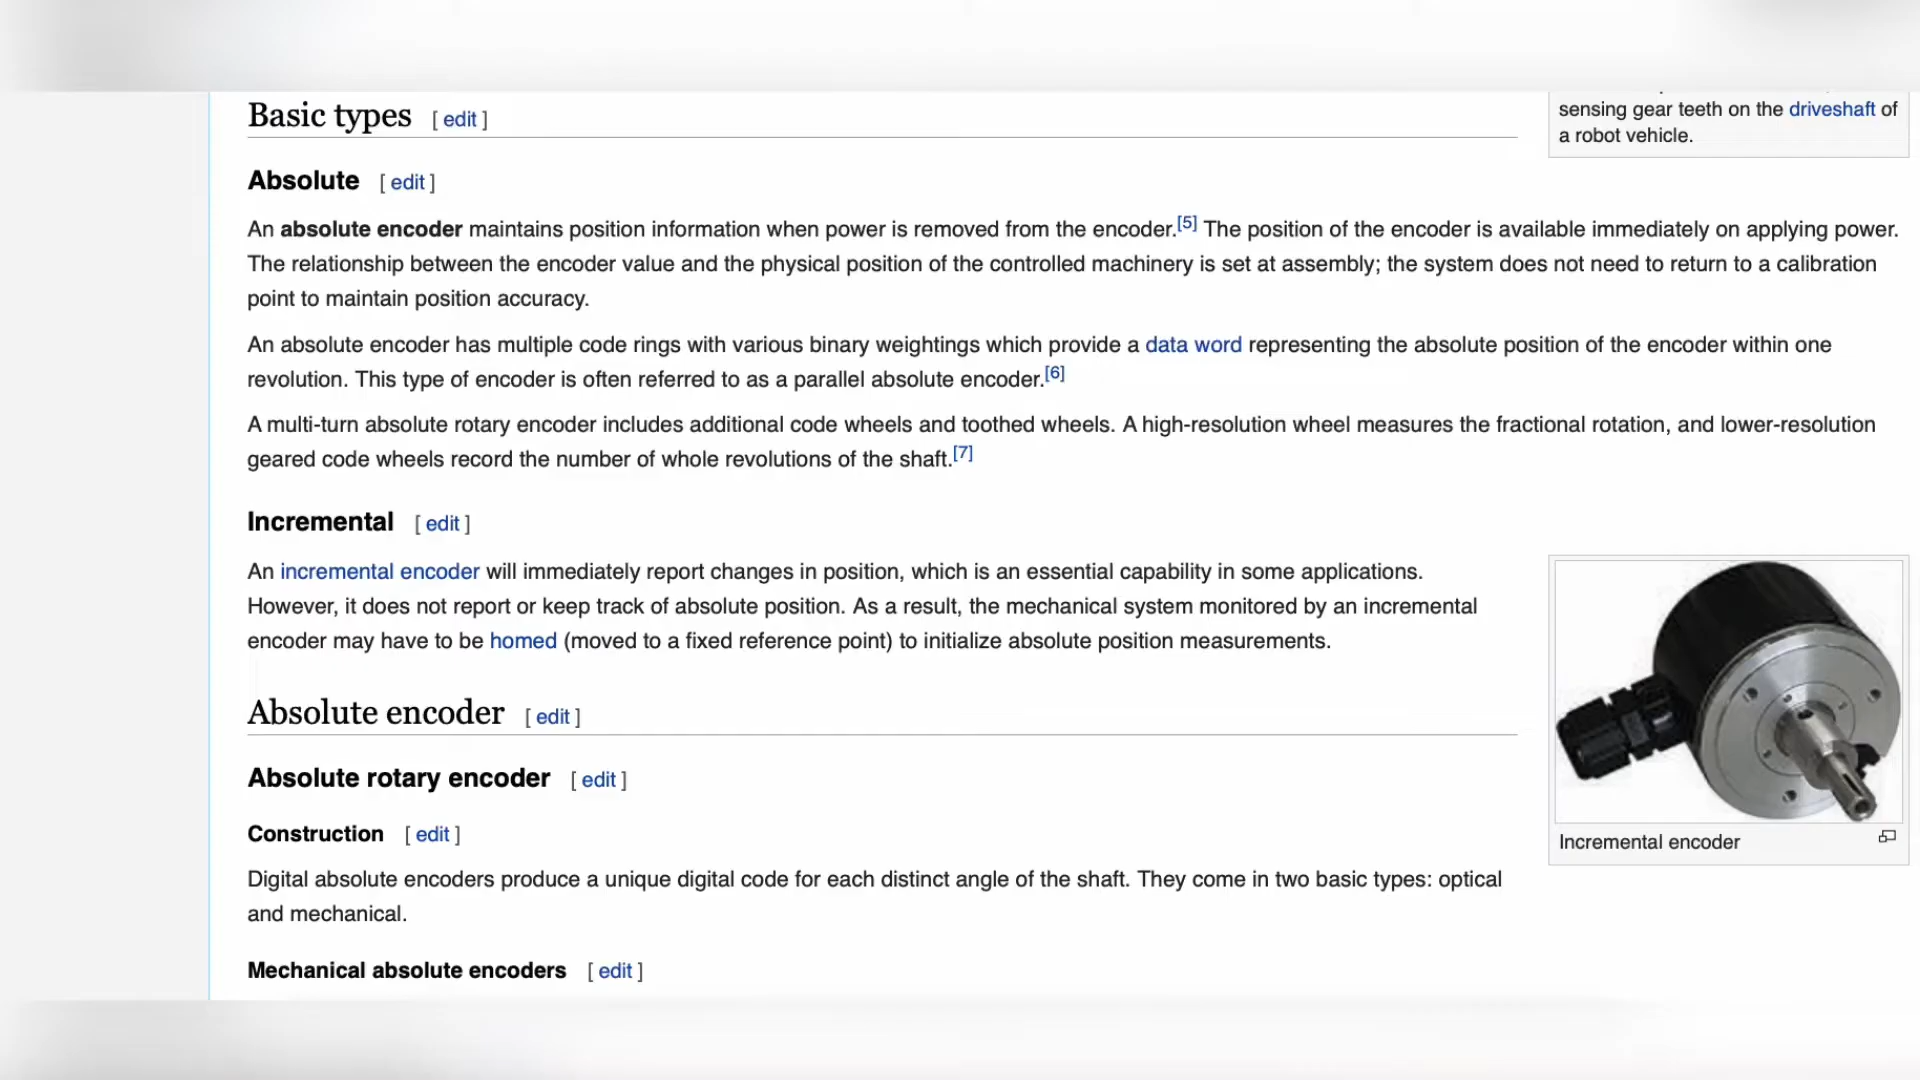 Basic types [ edit ]
sensing gear teeth on the driveshaft of
a robot vehicle.
Absolute [ edit ]
An absolute encoder maintains position information when power is removed from the encoder.[5] The position of the encoder is available immediately on applying power.
The relationship between the encoder value and the physical position of the controlled machinery is set at assembly; the system does not need to return to a calibration
point to maintain position accuracy.
An absolute encoder has multiple code rings with various binary weightings which provide a data word representing the absolute position of the encoder within one
revolution. This type of encoder is often referred to as a parallel absolute encoder.[6]
A multi-turn absolute rotary encoder includes additional code wheels and toothed wheels. A high-resolution wheel measures the fractional rotation, and lower-resolution
geared code wheels record the number of whole revolutions of the shaft.[7]
Incremental [ edit ]
An incremental encoder will immediately report changes in position, which is an essential capability in some applications.
However, it does not report or keep track of absolute position. As a result, the mechanical system monitored by an incremental
encoder may have to be homed (moved to a fixed reference point) to initialize absolute position measurements.
Incremental encoder
Absolute encoder [ edit ]
Absolute rotary encoder [ edit ]
Construction [ edit ]
Digital absolute encoders produce a unique digital code for each distinct angle of the shaft. They come in two basic types: optical
and mechanical.
Mechanical absolute encoders [ edit ]